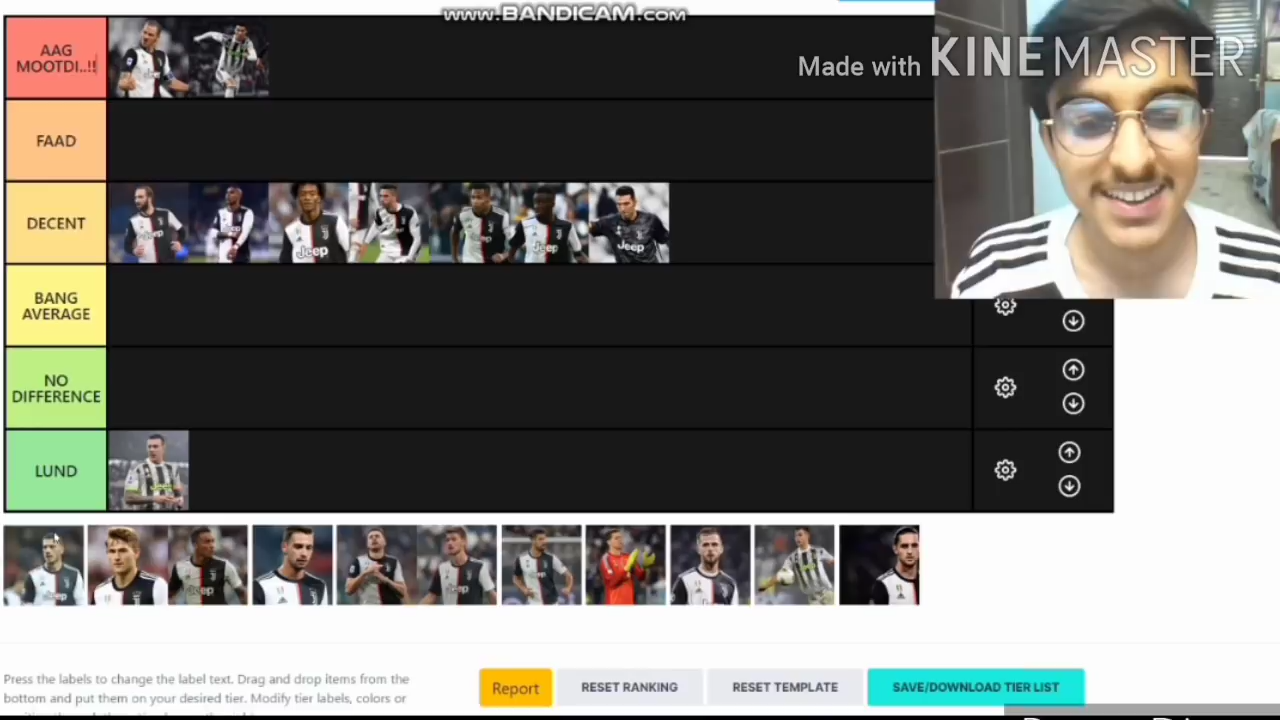 www.BANDICAM.com
Made with KINEMASTER
AAG
MOOTDI..!!
FAAD
DECENT
Jeep
BANG
AVERAGE
NO
DIFFERENCE
LUND
Press the labels to change the label text. Drag and drop items from the
bottom and put them on your desired tier. Modify tier labels, colors or
Report
RESET RANKING
RESET TEMPLATE
SAVE/DOWNLOAD TIER LIST